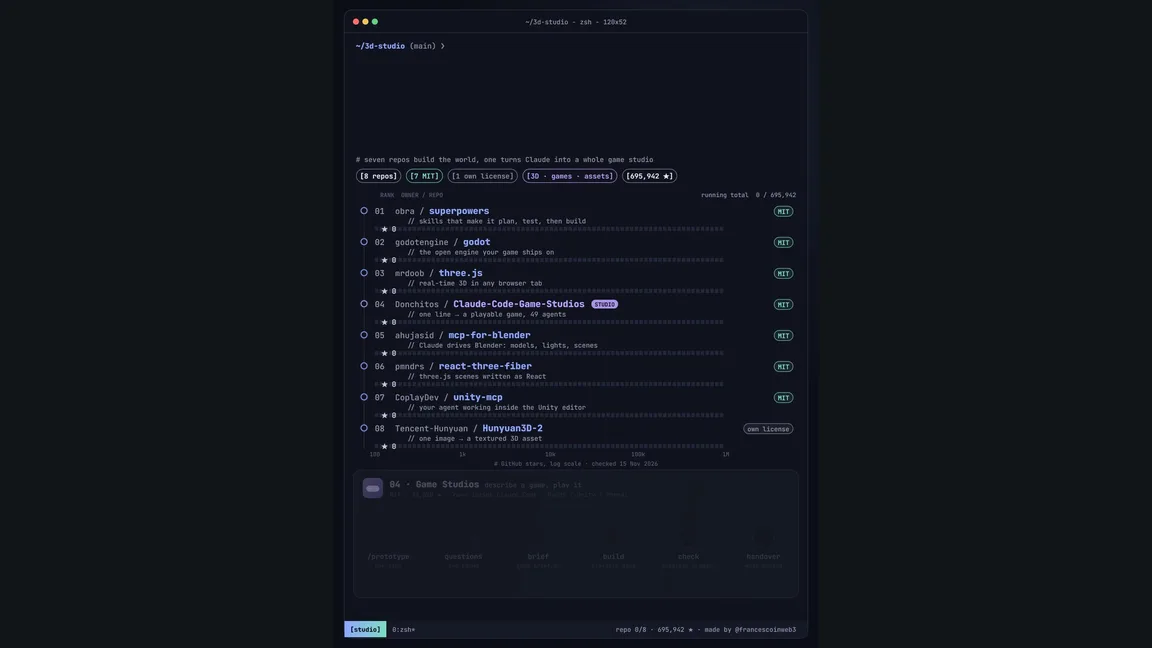 ~/3d-studio - zsh - 120x52
~/3d-studio (main) ❯
# seven repos build the world, one turns Claude into a whole game studio
[8 repos] [7 MIT] [1 own license] [3D · games · assets] [695,942 ★]
RANK OWNER / REPO running total 0 / 695,942
01 obra / superpowers MIT
// skills that make it plan, test, then build
★ 0
02 godotengine / godot MIT
// the open engine your game ships on
★ 0
03 mrdoob / three.js MIT
// real-time 3D in any browser tab
★ 0
04 Donchitos / Claude-Code-Game-Studios STUDIO MIT
// one line → a playable game, 49 agents
★ 0
05 ahujasid / mcp-for-blender MIT
// Claude drives Blender: models, lights, scenes
★ 0
06 pmndrs / react-three-fiber MIT
// three.js scenes written as React
★ 0
07 CoplayDev / unity-mcp MIT
// your agent working inside the Unity editor
★ 0
08 Tencent-Hunyuan / Hunyuan3D-2 own license
// one image → a textured 3D asset
★ 0
100 1k 10k 100k 1M
# GitHub stars, log scale · checked 15 Nov 2026
04 · Game Studios describe a game, play it
/prototype questions brief build check handover
[studio] 0:zsh* repo 0/8 · 695,942 ★ · made by @francescoinweb3